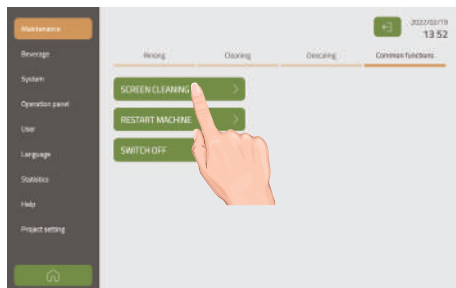 Maintenance
2022/02/19
13 52
Beverage
Rinsing
Cleaning
Descaling
Common functions
System
SCREEN CLEANING
Operation panel
RESTART MACHINE
User
SWITCH OFF
Language
Statistics
Help
Project setting